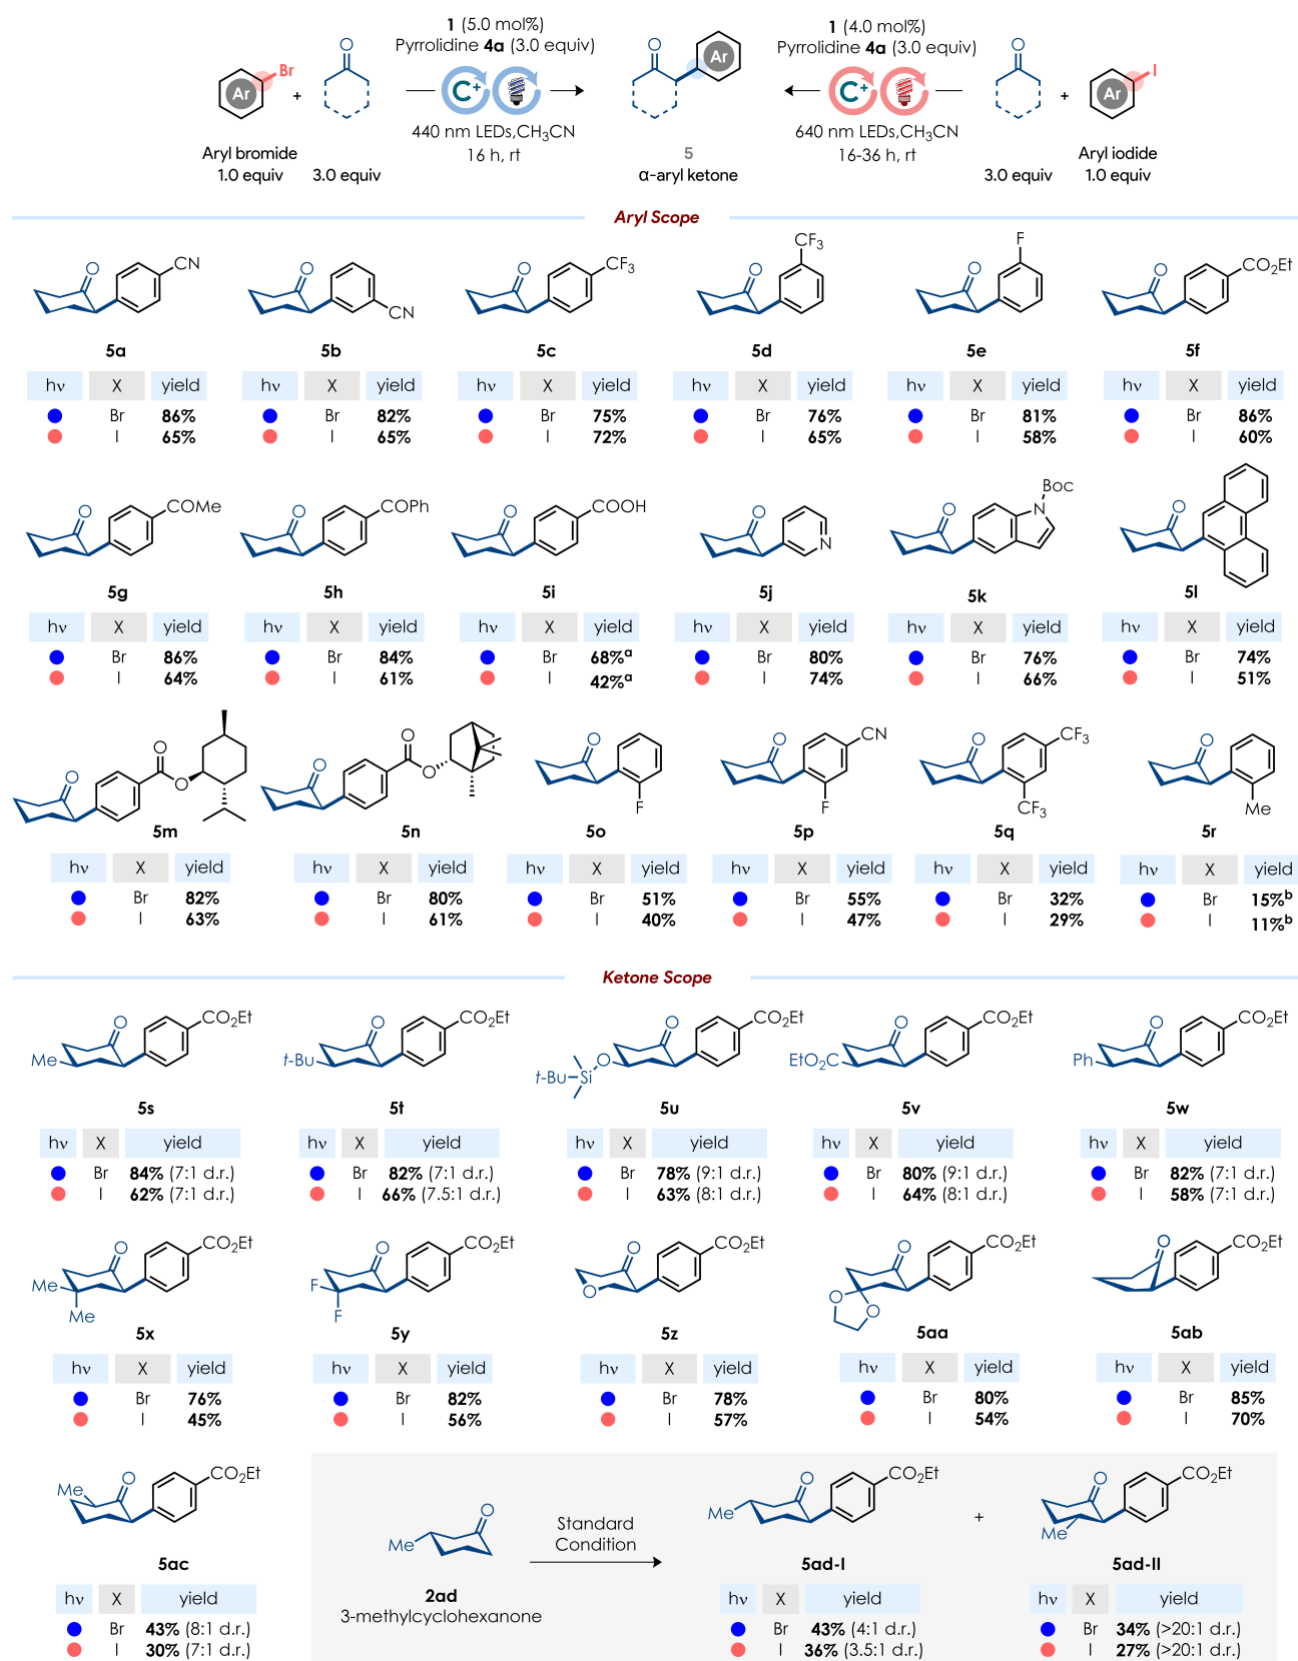 1 (5.0 mol%)
Pyrrolidine 4a (3.0 equiv)
C+
440 nm LEDs,CH3CN
16 h, rt
1 (4.0 mol%)
Pyrrolidine 4a (3.0 equiv)
C+
640 nm LEDs,CH3CN
16-36 h, rt
Ar Br + O
O Ar
O + Ar I
Aryl bromide
1.0 equiv 3.0 equiv
5
α-aryl ketone
Aryl iodide
3.0 equiv 1.0 equiv
Aryl Scope
O CN O CN O CF3 O CF3 O F O CO2Et
5a 5b 5c 5d 5e 5f
hν X yield hν X yield hν X yield hν X yield hν X yield hν X yield
Br 86% Br 82% Br 75% Br 76% Br 81% Br 86%
I 65% I 65% I 72% I 65% I 58% I 60%
O COMe O COPh O COOH O N O N Boc O
5g 5h 5i 5j 5k 5l
hν X yield hν X yield hν X yield hν X yield hν X yield hν X yield
Br 86% Br 84% Br 68%a Br 80% Br 76% Br 74%
I 64% I 61% I 42%a I 74% I 66% I 51%
O O O O O O O F O CN F O CF3 CF3 O Me
5m 5n 5o 5p 5q 5r
hν X yield hν X yield hν X yield hν X yield hν X yield hν X yield
Br 82% Br 80% Br 51% Br 55% Br 32% Br 15%b
I 63% I 61% I 40% I 47% I 29% I 11%b
Ketone Scope
Me O CO2Et t-Bu O CO2Et t-Bu Si O O CO2Et EtO2C O CO2Et Ph O CO2Et
5s 5t 5u 5v 5w
hν X yield hν X yield hν X yield hν X yield hν X yield
Br 84% (7:1 d.r.) Br 82% (7:1 d.r.) Br 78% (9:1 d.r.) Br 80% (9:1 d.r.) Br 82% (7:1 d.r.)
I 62% (7:1 d.r.) I 66% (7.5:1 d.r.) I 63% (8:1 d.r.) I 64% (8:1 d.r.) I 58% (7:1 d.r.)
Me Me O CO2Et F F O CO2Et O O CO2Et O O O CO2Et O CO2Et
5x 5y 5z 5aa 5ab
hν X yield hν X yield hν X yield hν X yield hν X yield
Br 76% Br 82% Br 78% Br 80% Br 85%
I 45% I 56% I 57% I 54% I 70%
Me O CO2Et
5ac
hν X yield
Br 43% (8:1 d.r.)
I 30% (7:1 d.r.)
Me O
2ad
3-methylcyclohexanone
Standard
Condition
Me O CO2Et + Me O CO2Et
5ad-I 5ad-II
hν X yield hν X yield
Br 43% (4:1 d.r.) Br 34% (>20:1 d.r.)
I 36% (3.5:1 d.r.) I 27% (>20:1 d.r.)